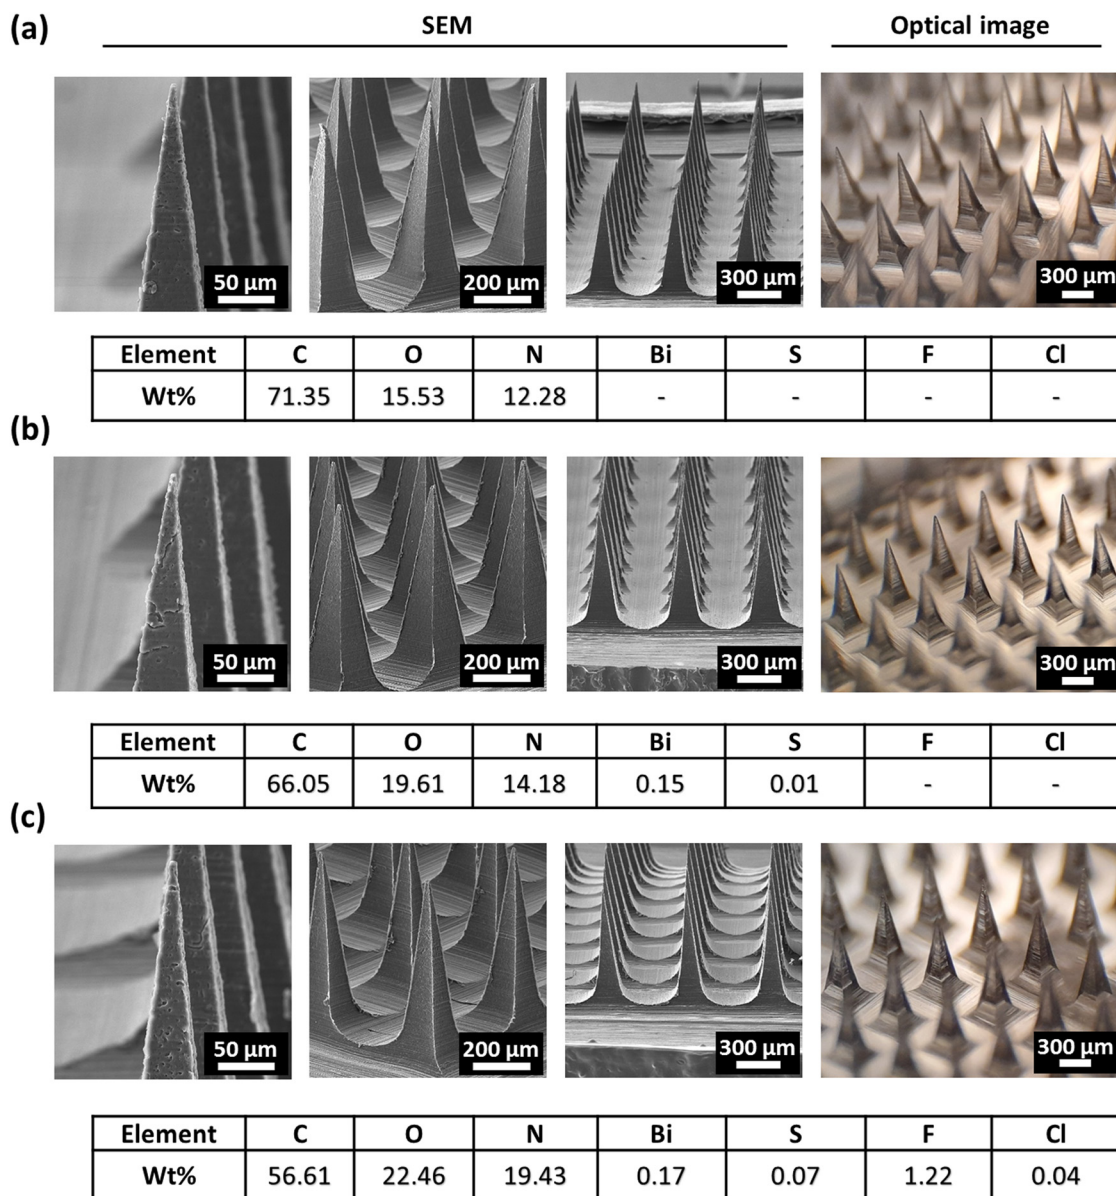 (a)
SEM
Optical image
50 µm
200 µm
300 µm
300 µm
Element C O N Bi S F Cl
Wt% 71.35 15.53 12.28 - - - -
(b)
50 µm
200 µm
300 µm
300 µm
Element C O N Bi S F Cl
Wt% 66.05 19.61 14.18 0.15 0.01 - -
(c)
50 µm
200 µm
300 µm
300 µm
Element C O N Bi S F Cl
Wt% 56.61 22.46 19.43 0.17 0.07 1.22 0.04